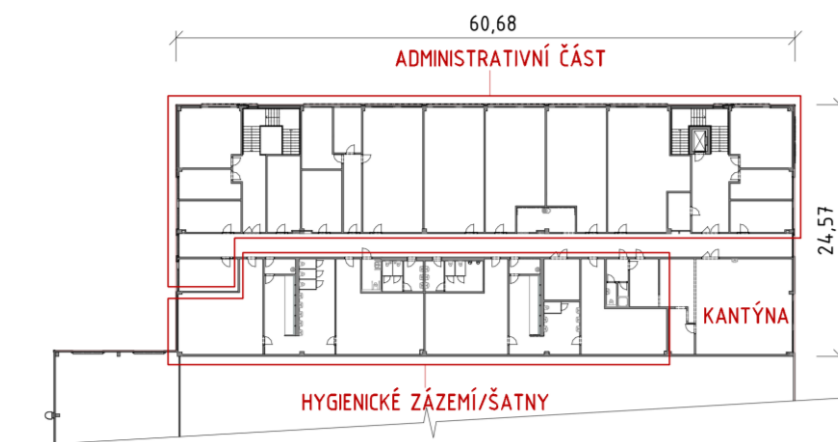 60,68
ADMINISTRATIVNÍ ČÁST
24,57
KANTÝNA
HYGIENICKÉ ZÁZEMÍ/ŠATNY